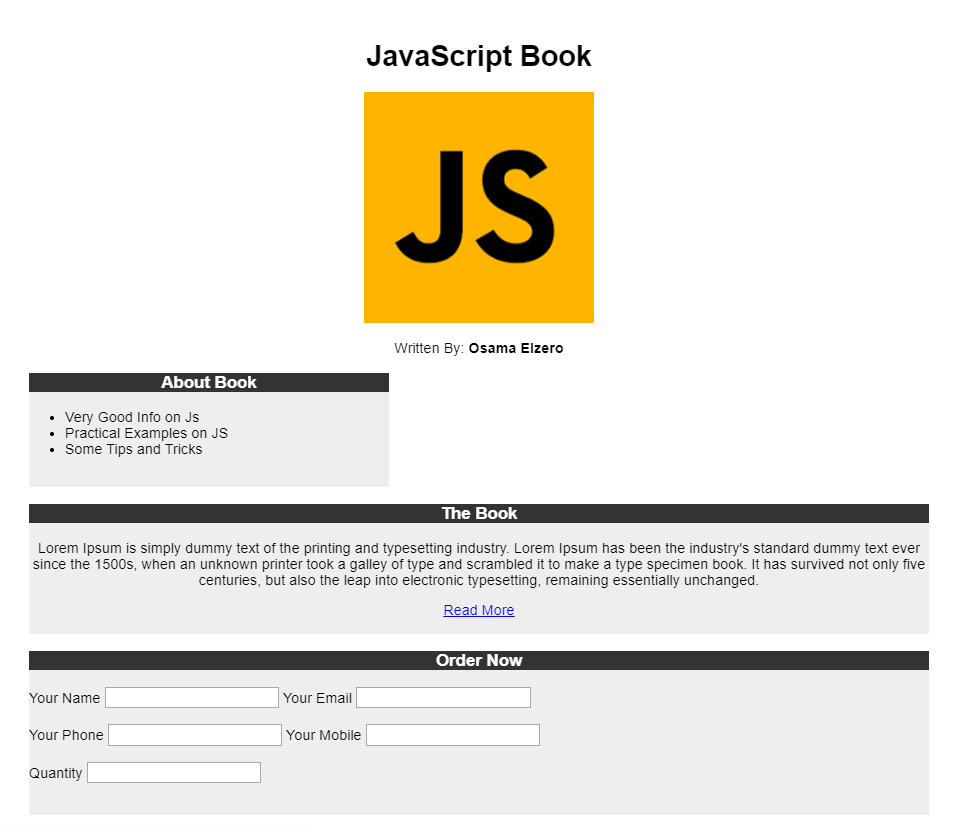 JavaScript Book
JS
Written By: Osama Elzero
About Book
Very Good Info on Js
Practical Examples on JS
Some Tips and Tricks
The Book
Lorem Ipsum is simply dummy text of the printing and typesetting industry. Lorem Ipsum has been the industry's standard dummy text ever
since the 1500s, when an unknown printer took a galley of type and scrambled it to make a type specimen book. It has survived not only five
centuries, but also the leap into electronic typesetting, remaining essentially unchanged.
Read More
Order Now
Your Name Your Email
Your Phone Your Mobile
Quantity